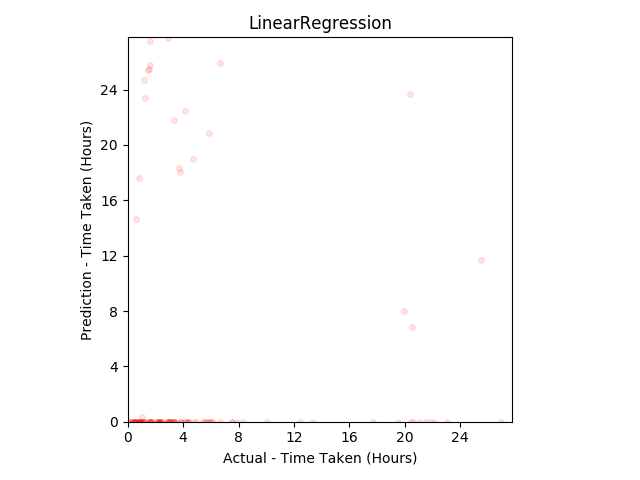 LinearRegression
Prediction - Time Taken (Hours)
24
20
16
12
8
4
0
0 4 8 12 16 20 24
Actual - Time Taken (Hours)